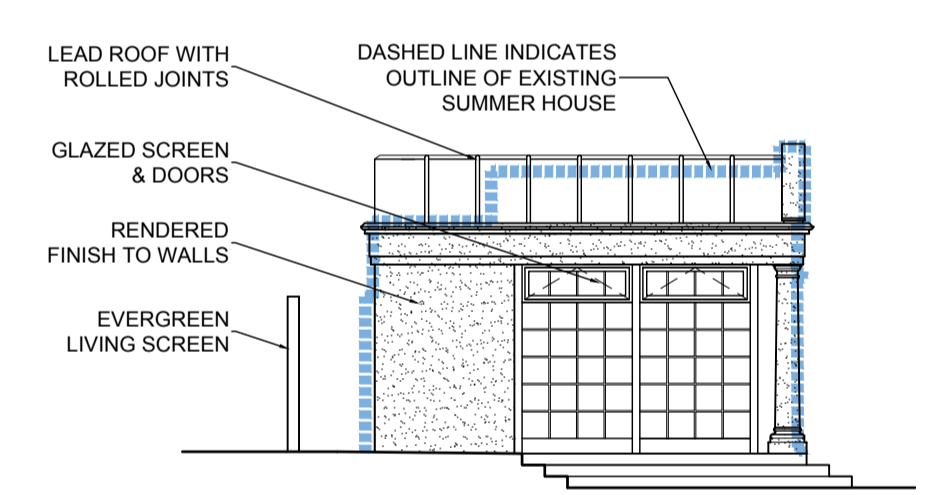 LEAD ROOF WITH
ROLLED JOINTS
DASHED LINE INDICATES
OUTLINE OF EXISTING
SUMMER HOUSE
GLAZED SCREEN
& DOORS
RENDERED
FINISH TO WALLS
EVERGREEN
LIVING SCREEN